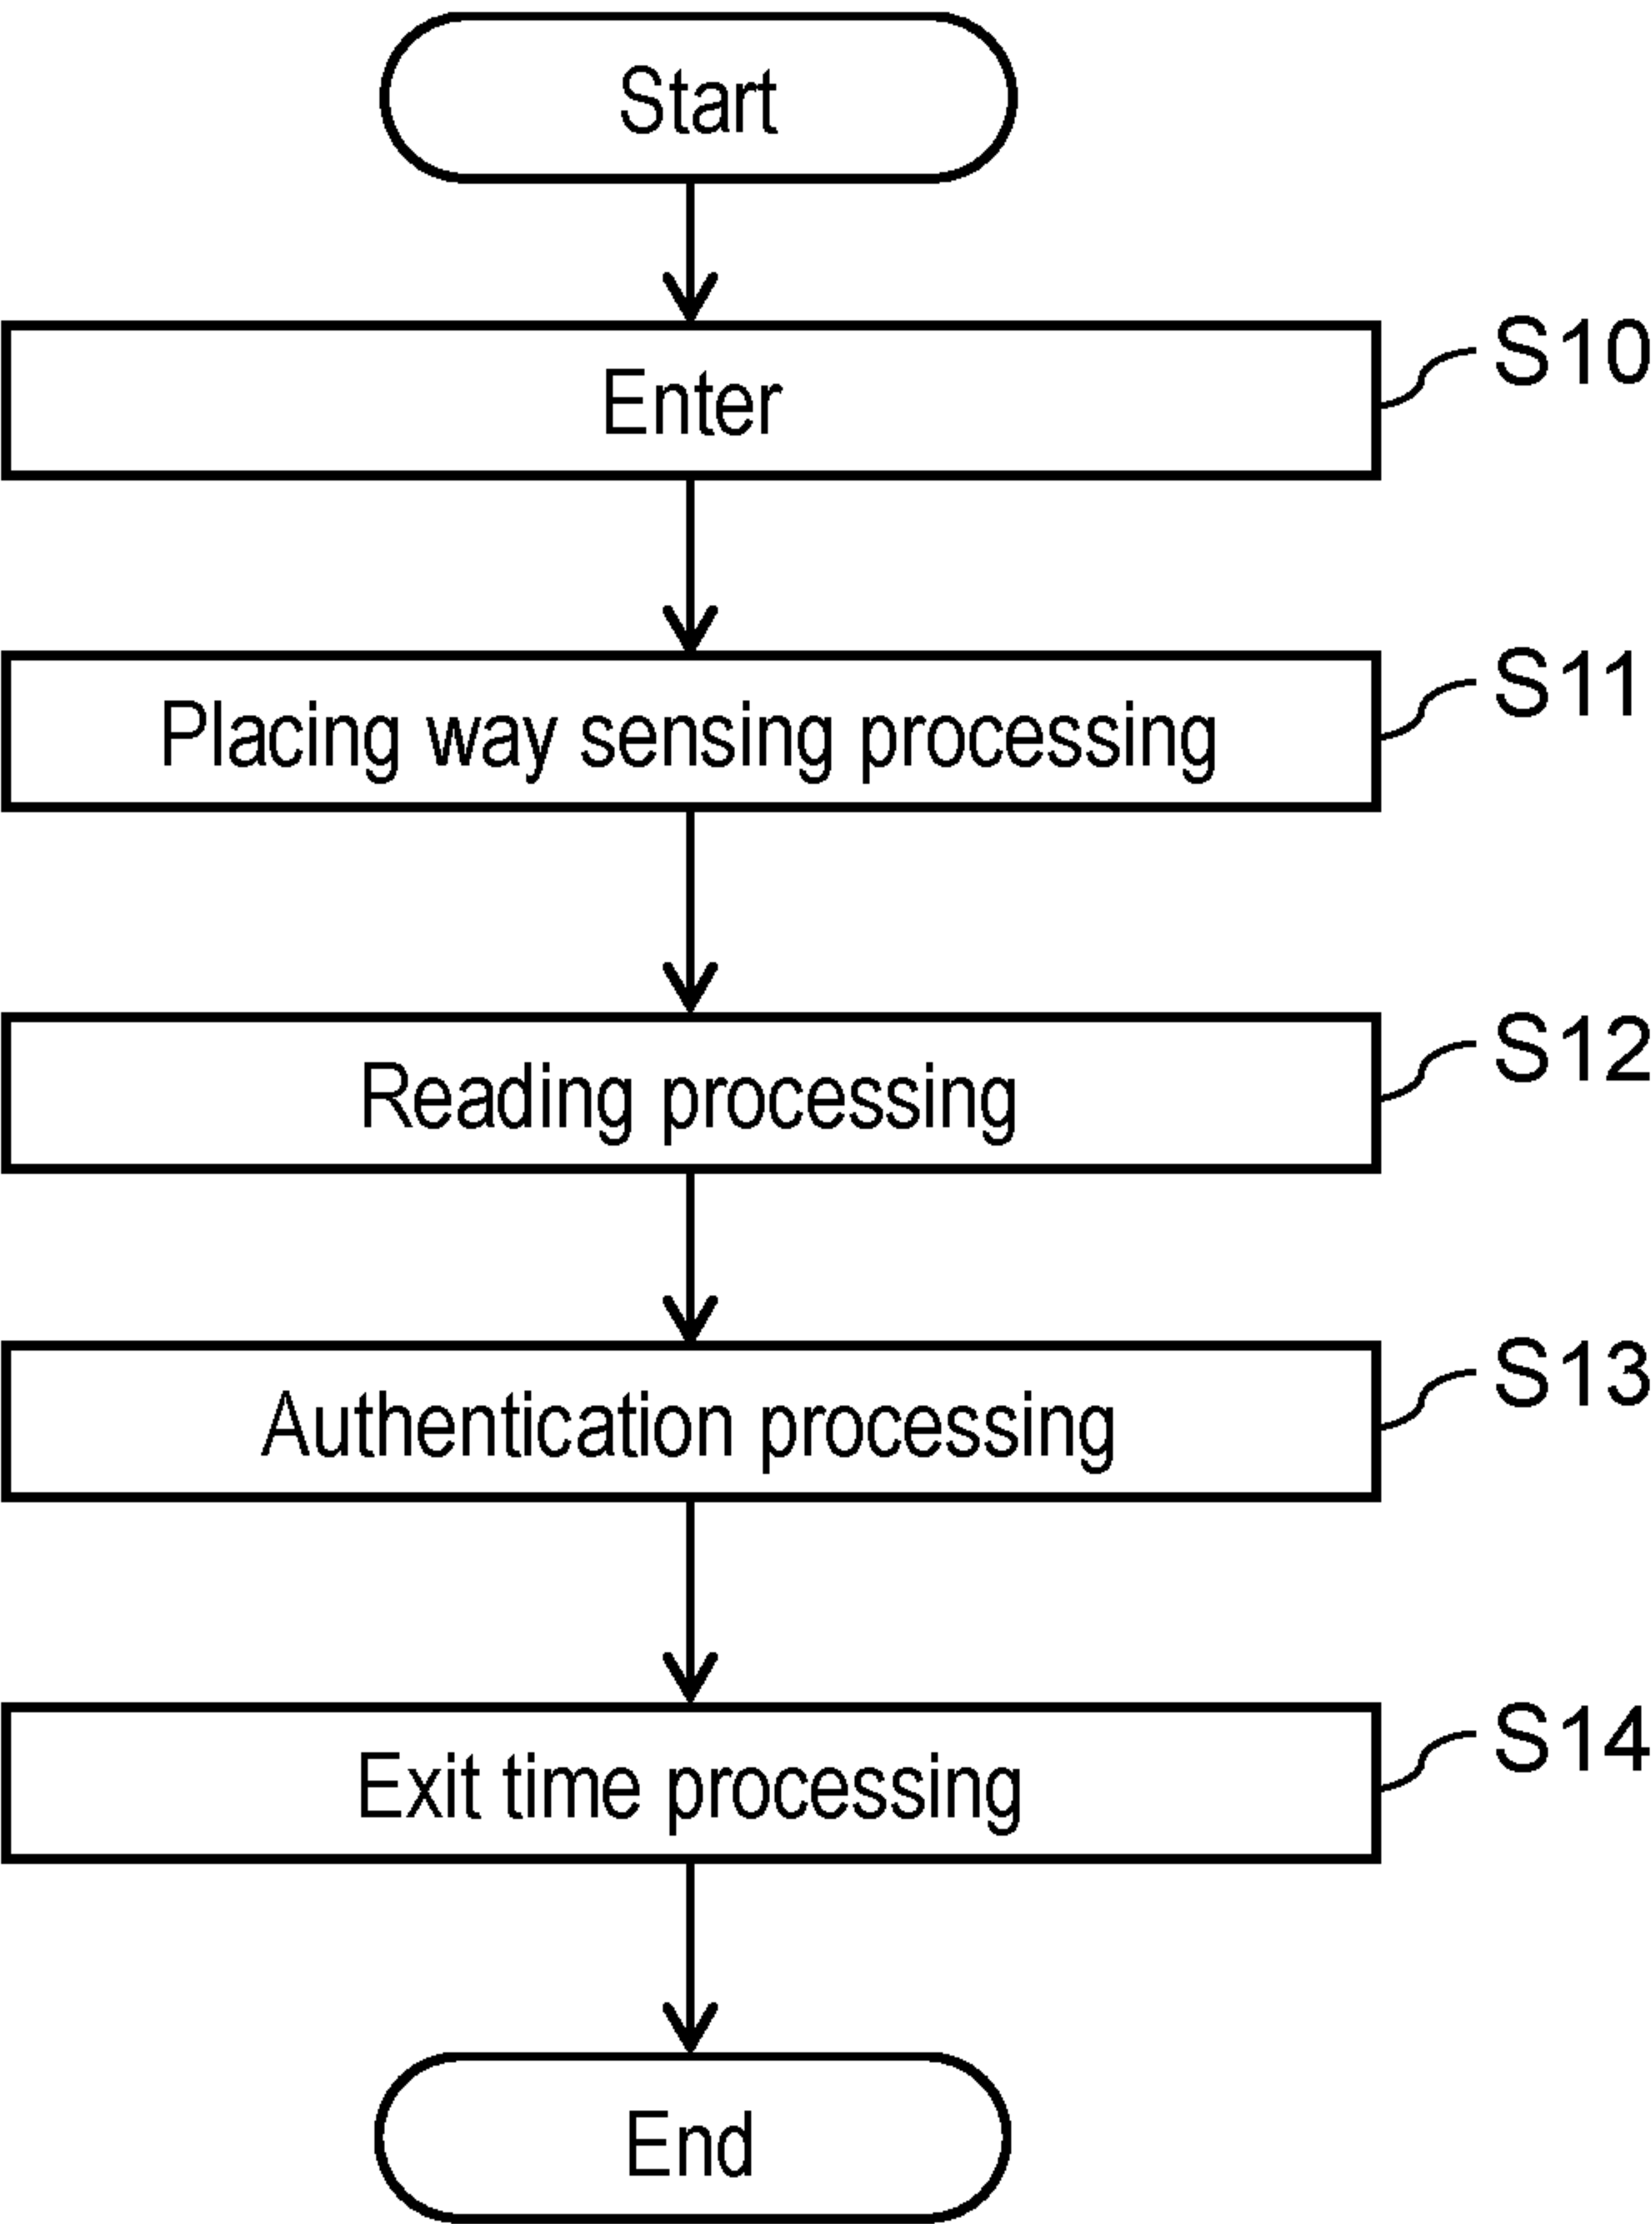 Start
Enter
S10
Placing way sensing processing
S11
Reading processing
S12
Authentication processing
S13
Exit time processing
S14
End